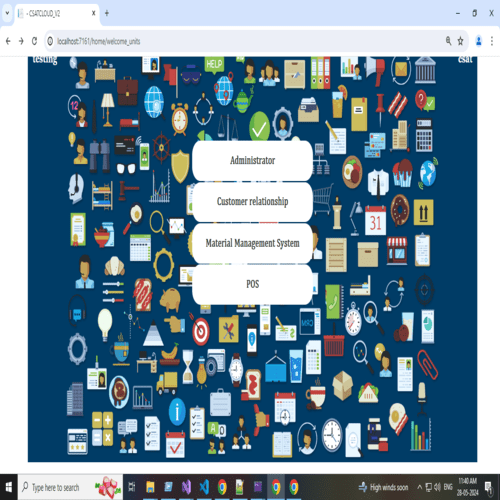 - CSATCLOUD_V2
localhost:7161/home/welcome_units
testing
csat
HELP
12
?
Administrator
Customer relationship
31
Material Management System
POS
CRM
i
?
A
Type here to search
High winds soon
ENG
11:40 AM
28-05-2024